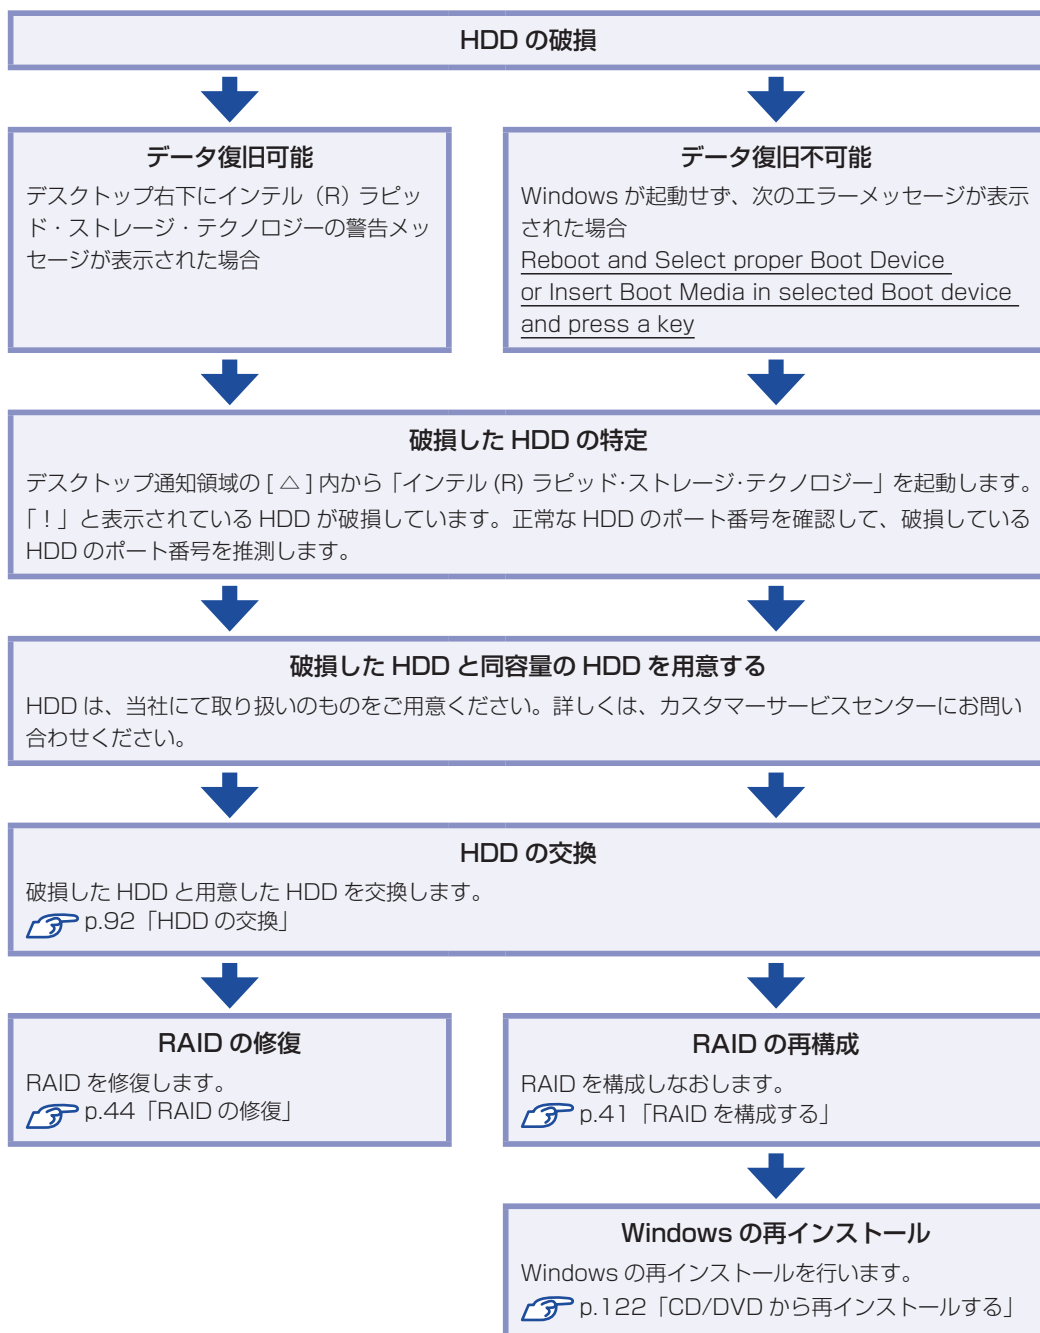 HDD の破損
データ復旧可能
デスクトップ右下にインテル（R）ラピッ
ド・ストレージ・テクノロジーの警告メッ
セージが表示された場合
データ復旧不可能
Windows が起動せず、次のエラーメッセージが表示
された場合
Reboot and Select proper Boot Device
or Insert Boot Media in selected Boot device
and press a key
破損した HDD の特定
デスクトップ通知領域の [ △ ] 内から「インテル (R) ラピッド・ストレージ・テクノロジー」を起動します。
「！」と表示されている HDD が破損しています。正常な HDD のポート番号を確認して、破損している
HDD のポート番号を推測します。
破損した HDD と同容量の HDD を用意する
HDD は、当社にて取り扱いのものをご用意ください。詳しくは、カスタマーサービスセンターにお問い
合わせください。
HDD の交換
破損した HDD と用意した HDD を交換します。
p.92「HDD の交換」
RAID の修復
RAID を修復します。
p.44「RAID の修復」
RAID の再構成
RAID を構成しなおします。
p.41「RAID を構成する」
Windows の再インストール
Windows の再インストールを行います。
p.122「CD/DVD から再インストールする」